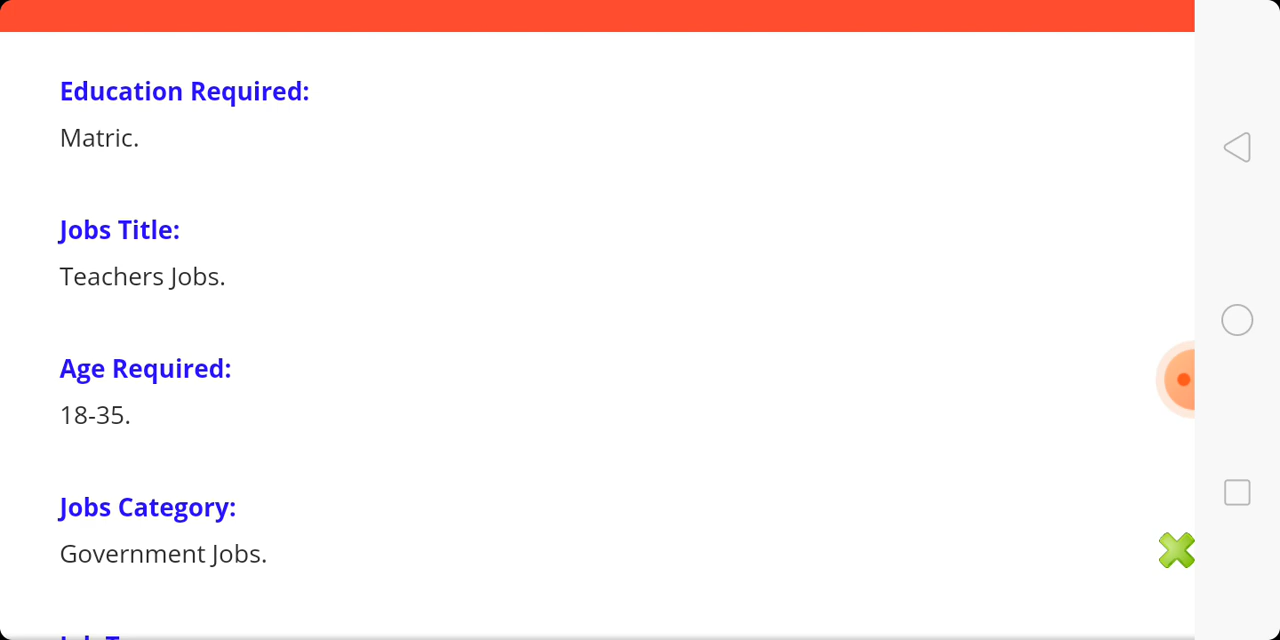 Education Required:
Matric.
Jobs Title:
Teachers Jobs.
Age Required:
18-35.
Jobs Category:
Government Jobs.